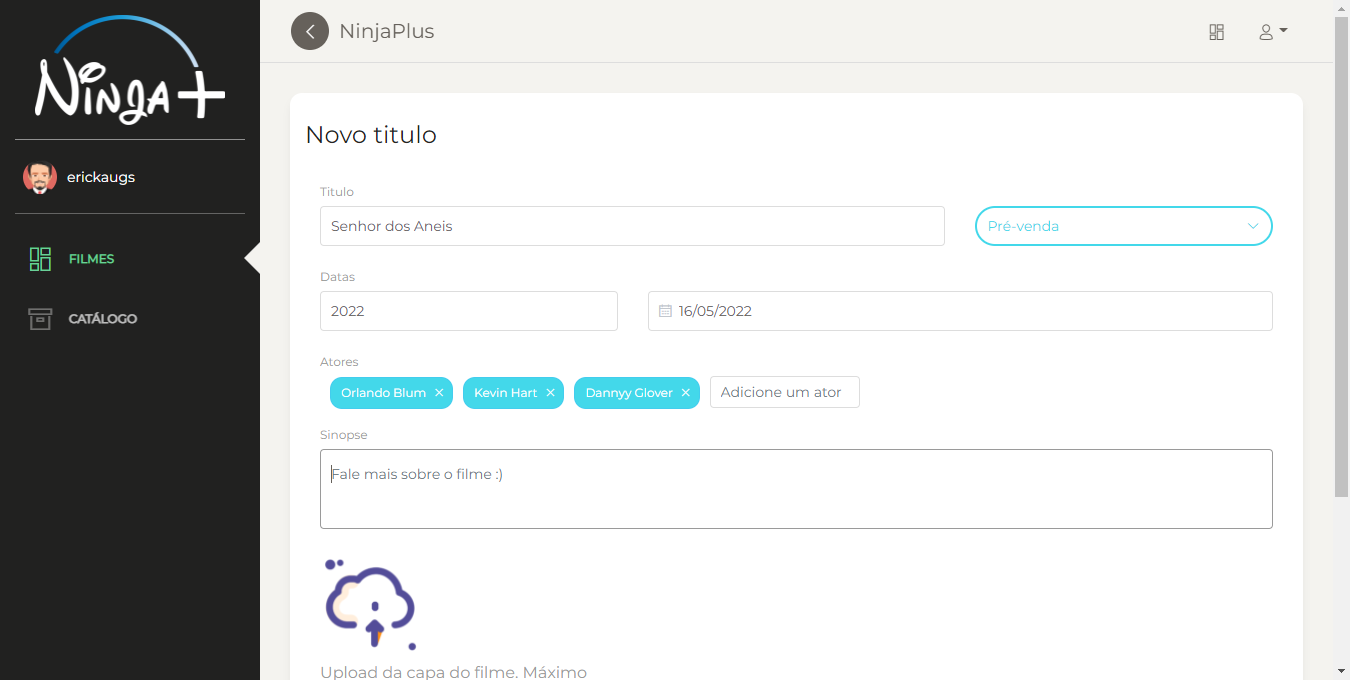 Ninja+
NinjaPlus
erickaugs
FILMES
CATÁLOGO
Novo titulo
Titulo
Senhor dos Aneis
Pré-venda
Datas
2022
16/05/2022
Atores
Orlando Blum ×
Kevin Hart ×
Dannyy Glover ×
Adicione um ator
Sinopse
Fale mais sobre o filme :)
Upload da capa do filme. Máximo